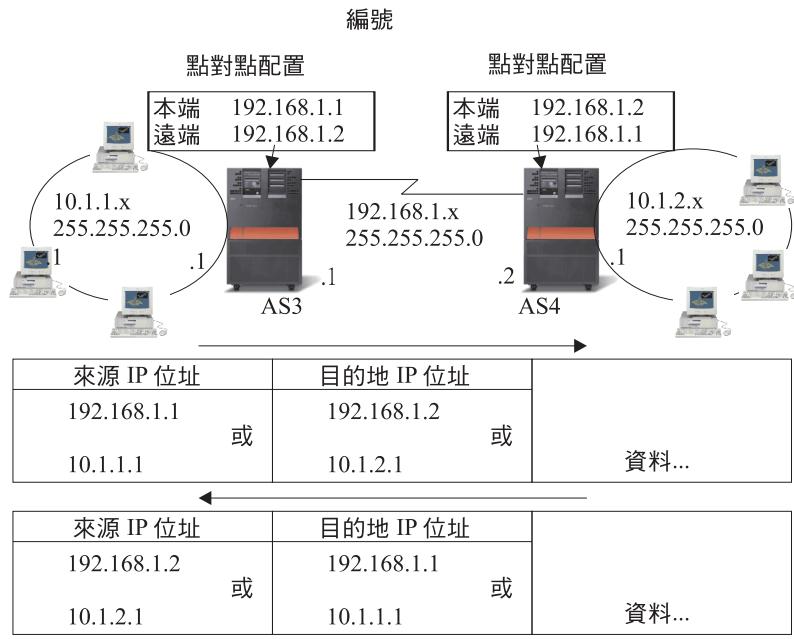 編號
點對點配置
點對點配置
本端 192.168.1.1
遠端 192.168.1.2
本端 192.168.1.2
遠端 192.168.1.1
10.1.1.x
255.255.255.0
192.168.1.x
255.255.255.0
10.1.2.x
255.255.255.0
.1
.1
.1
.2
.1
AS3
AS4
來源 IP 位址
目的地 IP 位址
192.168.1.1
192.168.1.2
或
或
10.1.1.1
10.1.2.1
資料...
來源 IP 位址
目的地 IP 位址
192.168.1.2
192.168.1.1
或
或
10.1.2.1
10.1.1.1
資料...